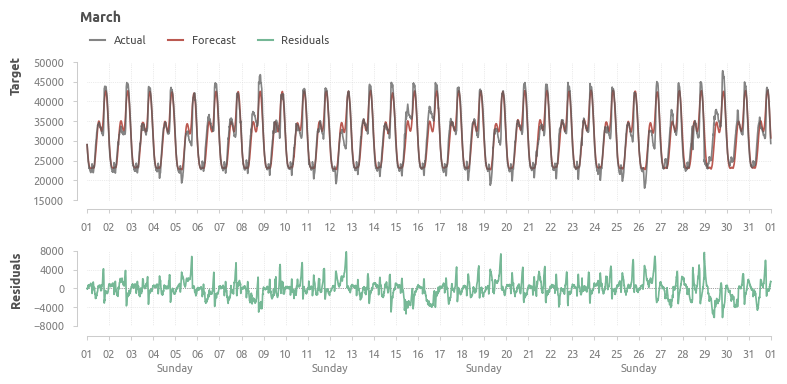 March
Actual Forecast Residuals
Target
50000
45000
40000
35000
30000
25000
20000
15000
01 02 03 04 05 06 07 08 09 10 11 12 13 14 15 16 17 18 19 20 21 22 23 24 25 26 27 28 29 30 31 01
Residuals
8000
4000
0
−4000
−8000
01 02 03 04 05 06 07 08 09 10 11 12 13 14 15 16 17 18 19 20 21 22 23 24 25 26 27 28 29 30 31 01
Sunday Sunday Sunday Sunday